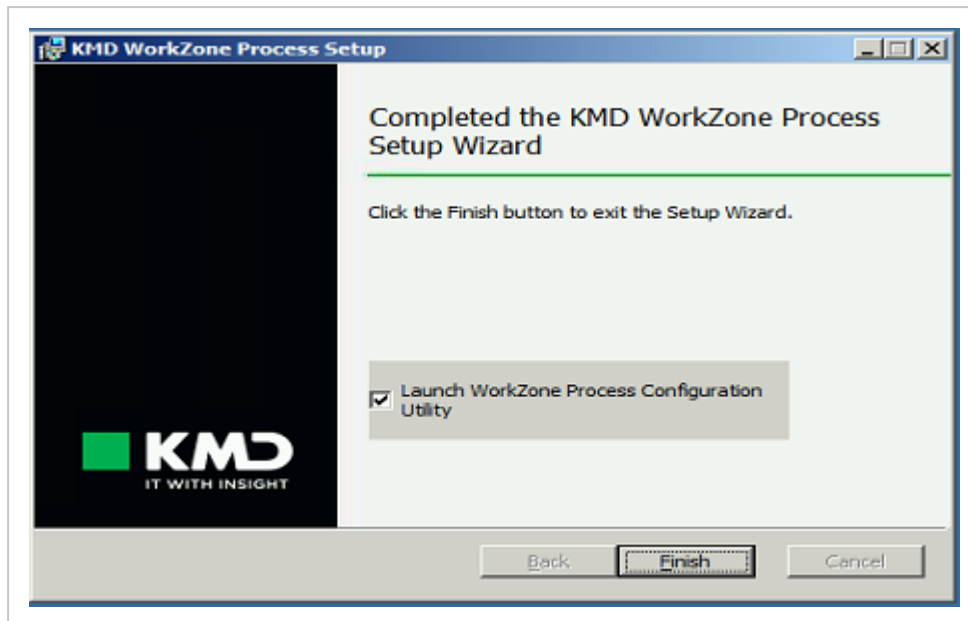 KMD WorkZone Process Setup
Completed the KMD WorkZone Process
Setup Wizard
Click the Finish button to exit the Setup Wizard.
Launch WorkZone Process Configuration
Utility
KMD
IT WITH INSIGHT
Back
Finish
Cancel